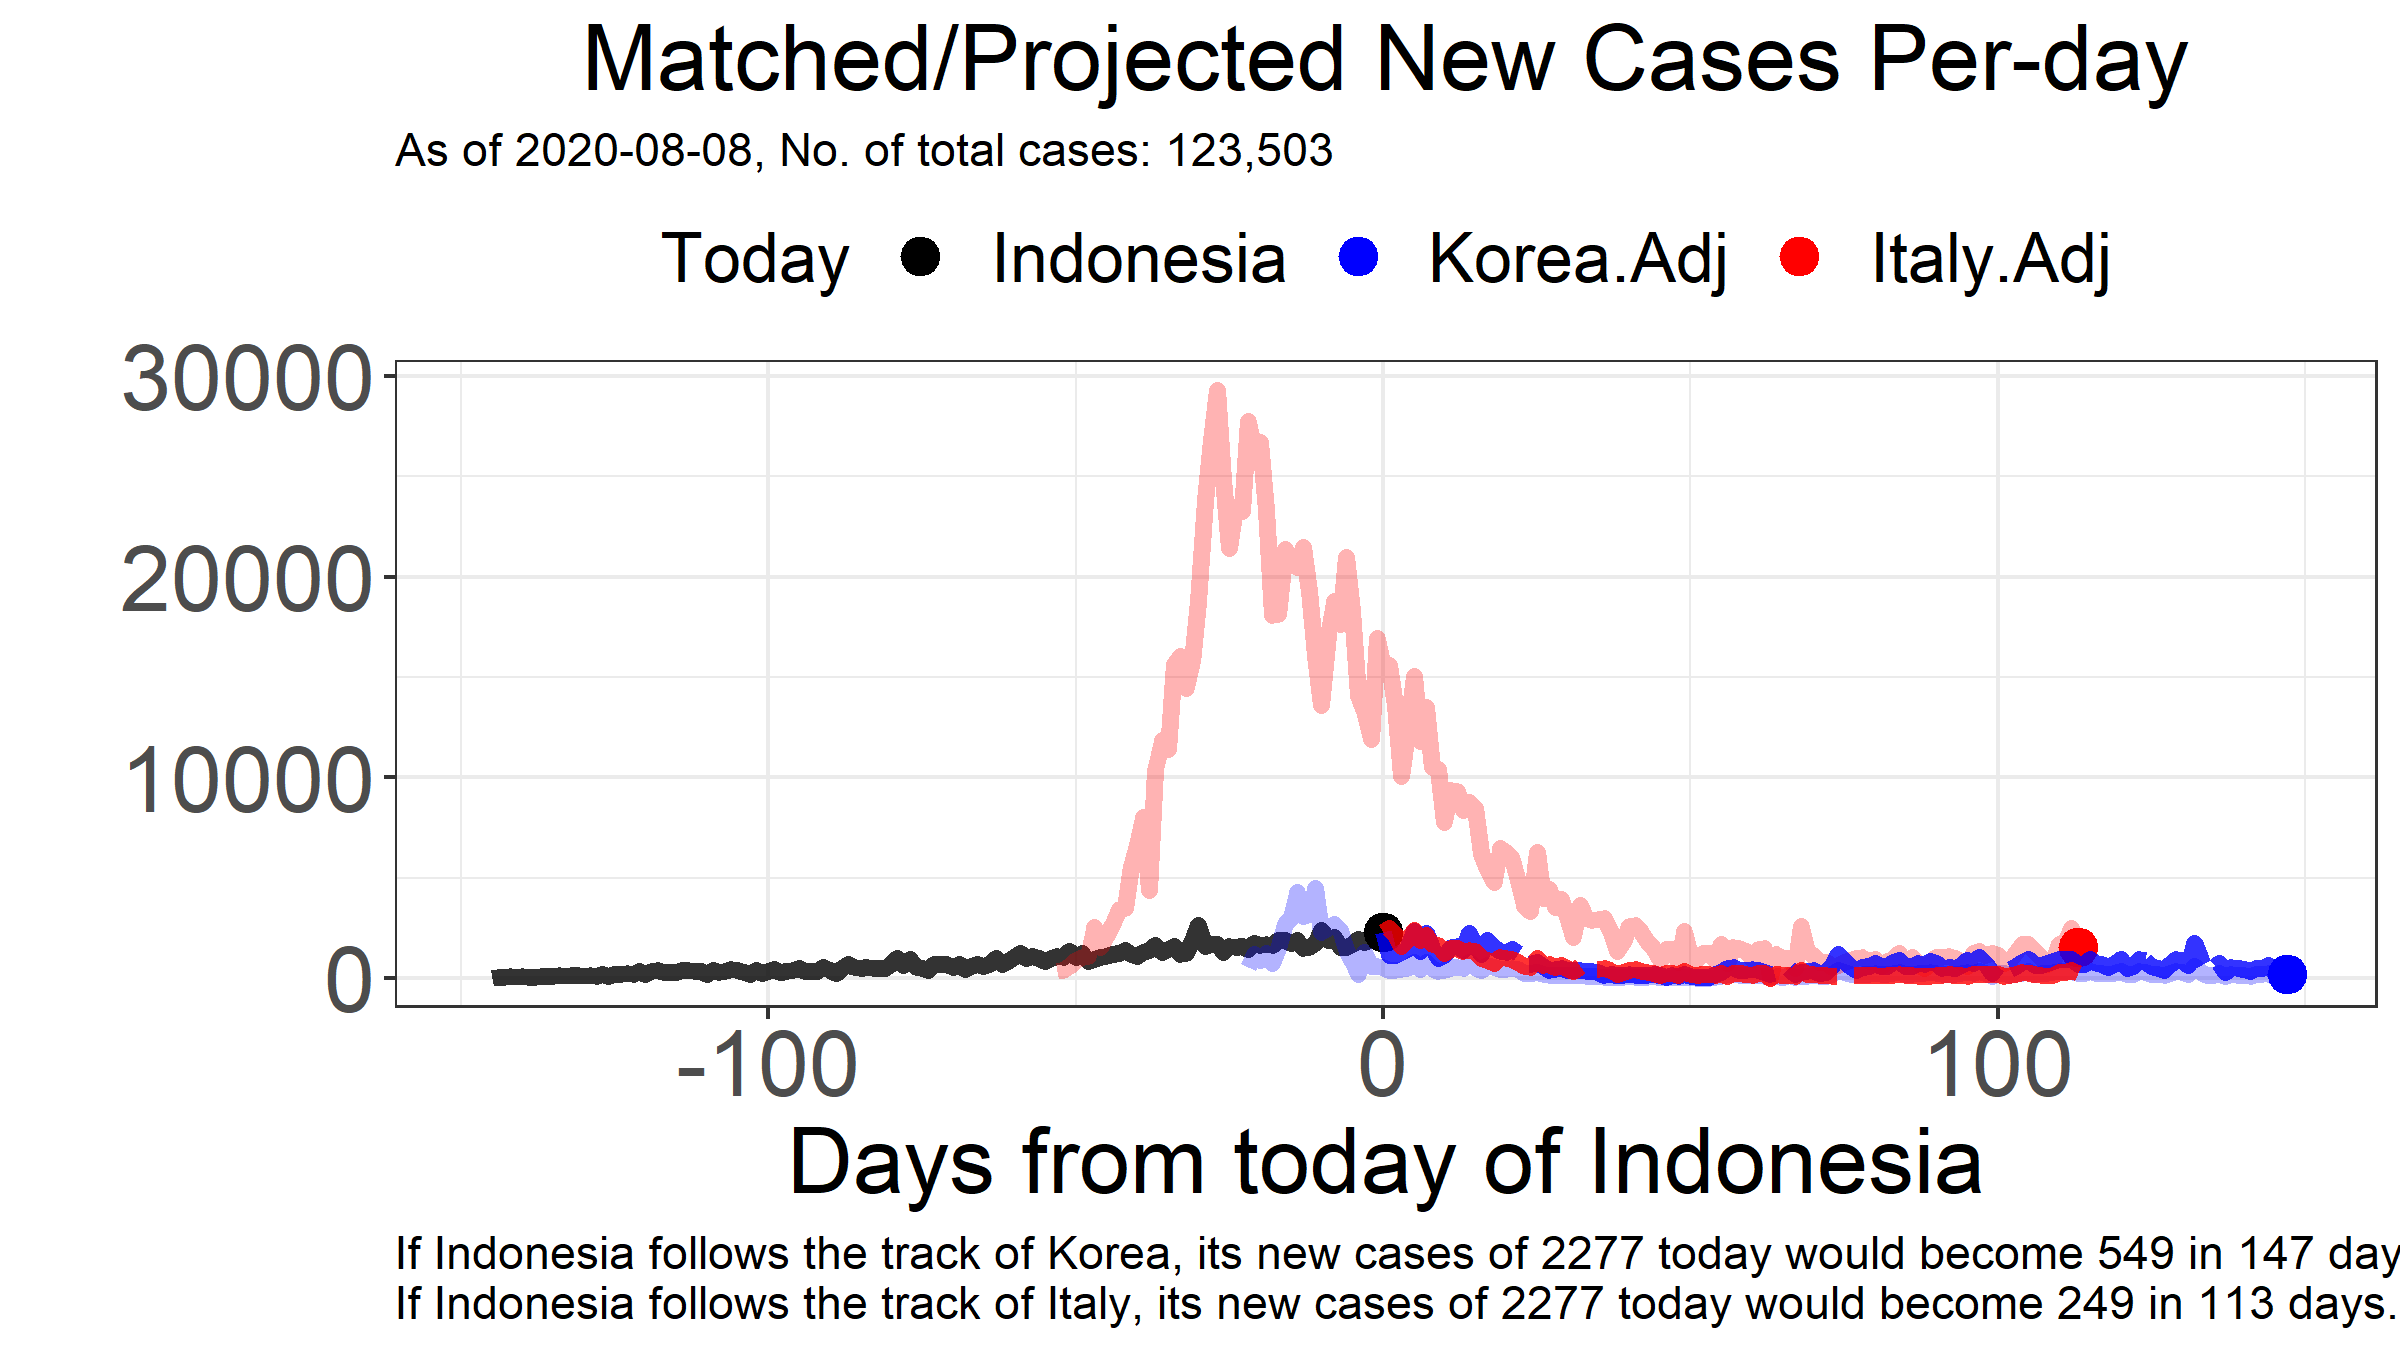 Matched/Projected New Cases Per-day
As of 2020-08-08, No. of total cases: 123,503
Today Indonesia Korea.Adj Italy.Adj
30000
20000
10000
0
-100 0 100
Days from today of Indonesia
If Indonesia follows the track of Korea, its new cases of 2277 today would become 549 in 147 day
If Indonesia follows the track of Italy, its new cases of 2277 today would become 249 in 113 days.